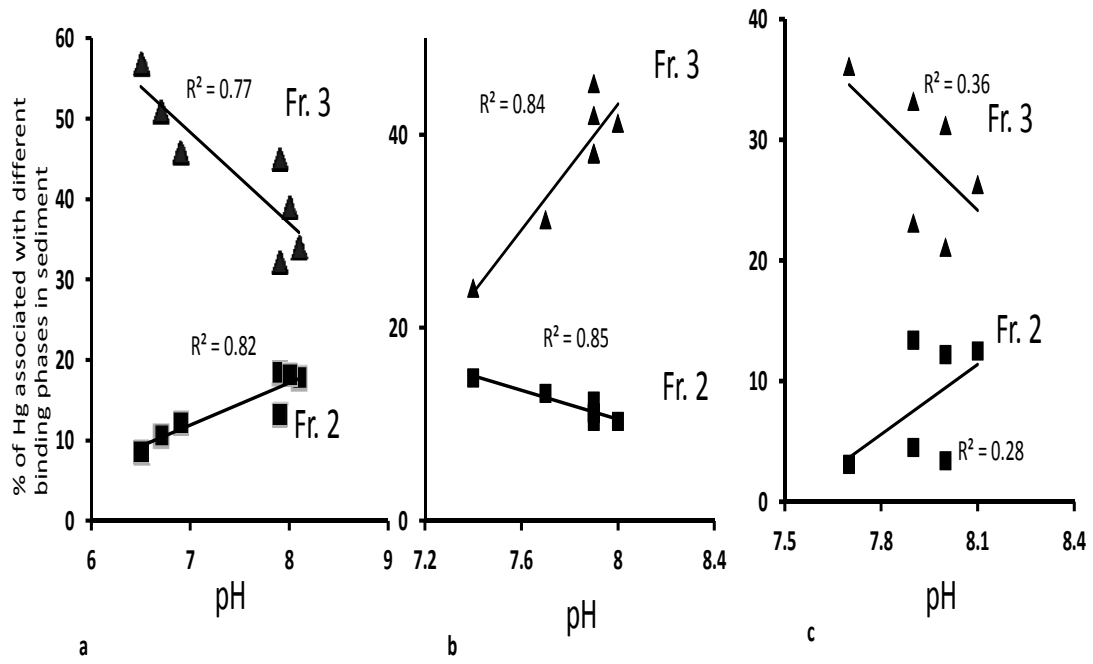 % of Hg associated with different
binding phases in sediment
60
50
40
30
20
10
0
6
7
8
9
R² = 0.77
Fr. 3
R² = 0.82
Fr. 2
pH
a
40
20
0
7.2
7.6
8
8.4
R² = 0.84
Fr. 3
R² = 0.85
Fr. 2
pH
b
40
30
20
10
0
7.5
7.8
8.1
8.4
R² = 0.36
Fr. 3
Fr. 2
R² = 0.28
pH
c